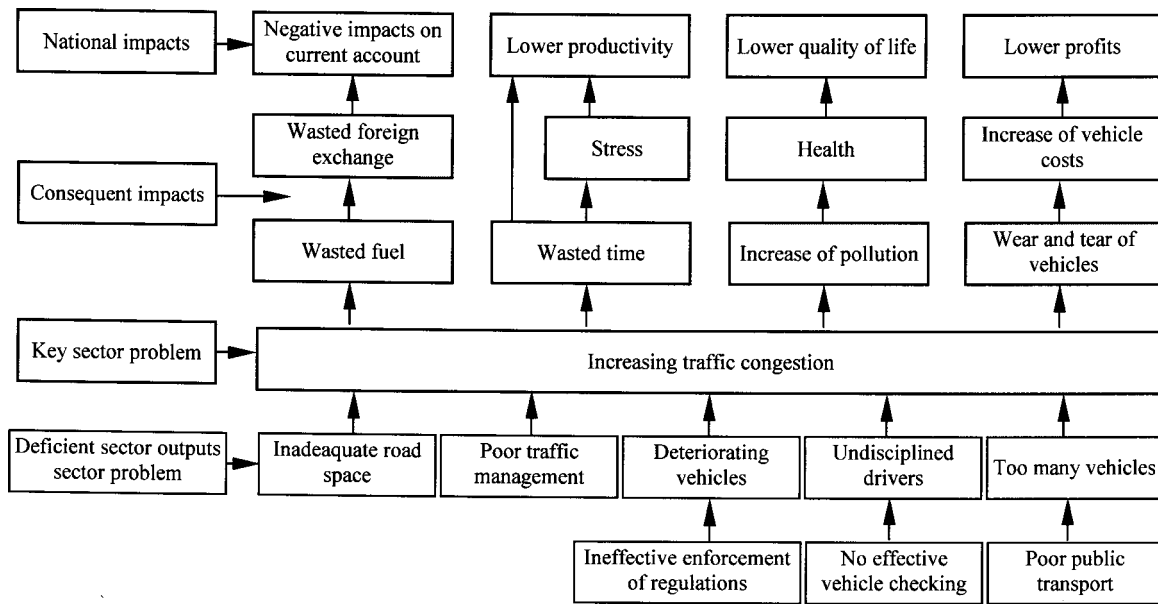 National impacts
Negative impacts on
current account
Lower productivity
Lower quality of life
Lower profits
Wasted foreign
exchange
Stress
Health
Increase of vehicle
costs
Consequent impacts
Wasted fuel
Wasted time
Increase of pollution
Wear and tear of
vehicles
Key sector problem
Increasing traffic congestion
Deficient sector outputs
sector problem
Inadeaquate road
space
Poor traffic
management
Deteriorating
vehicles
Undisciplined
drivers
Too many vehicles
Ineffective enforcement
of regulations
No effective
vehicle checking
Poor public
transport